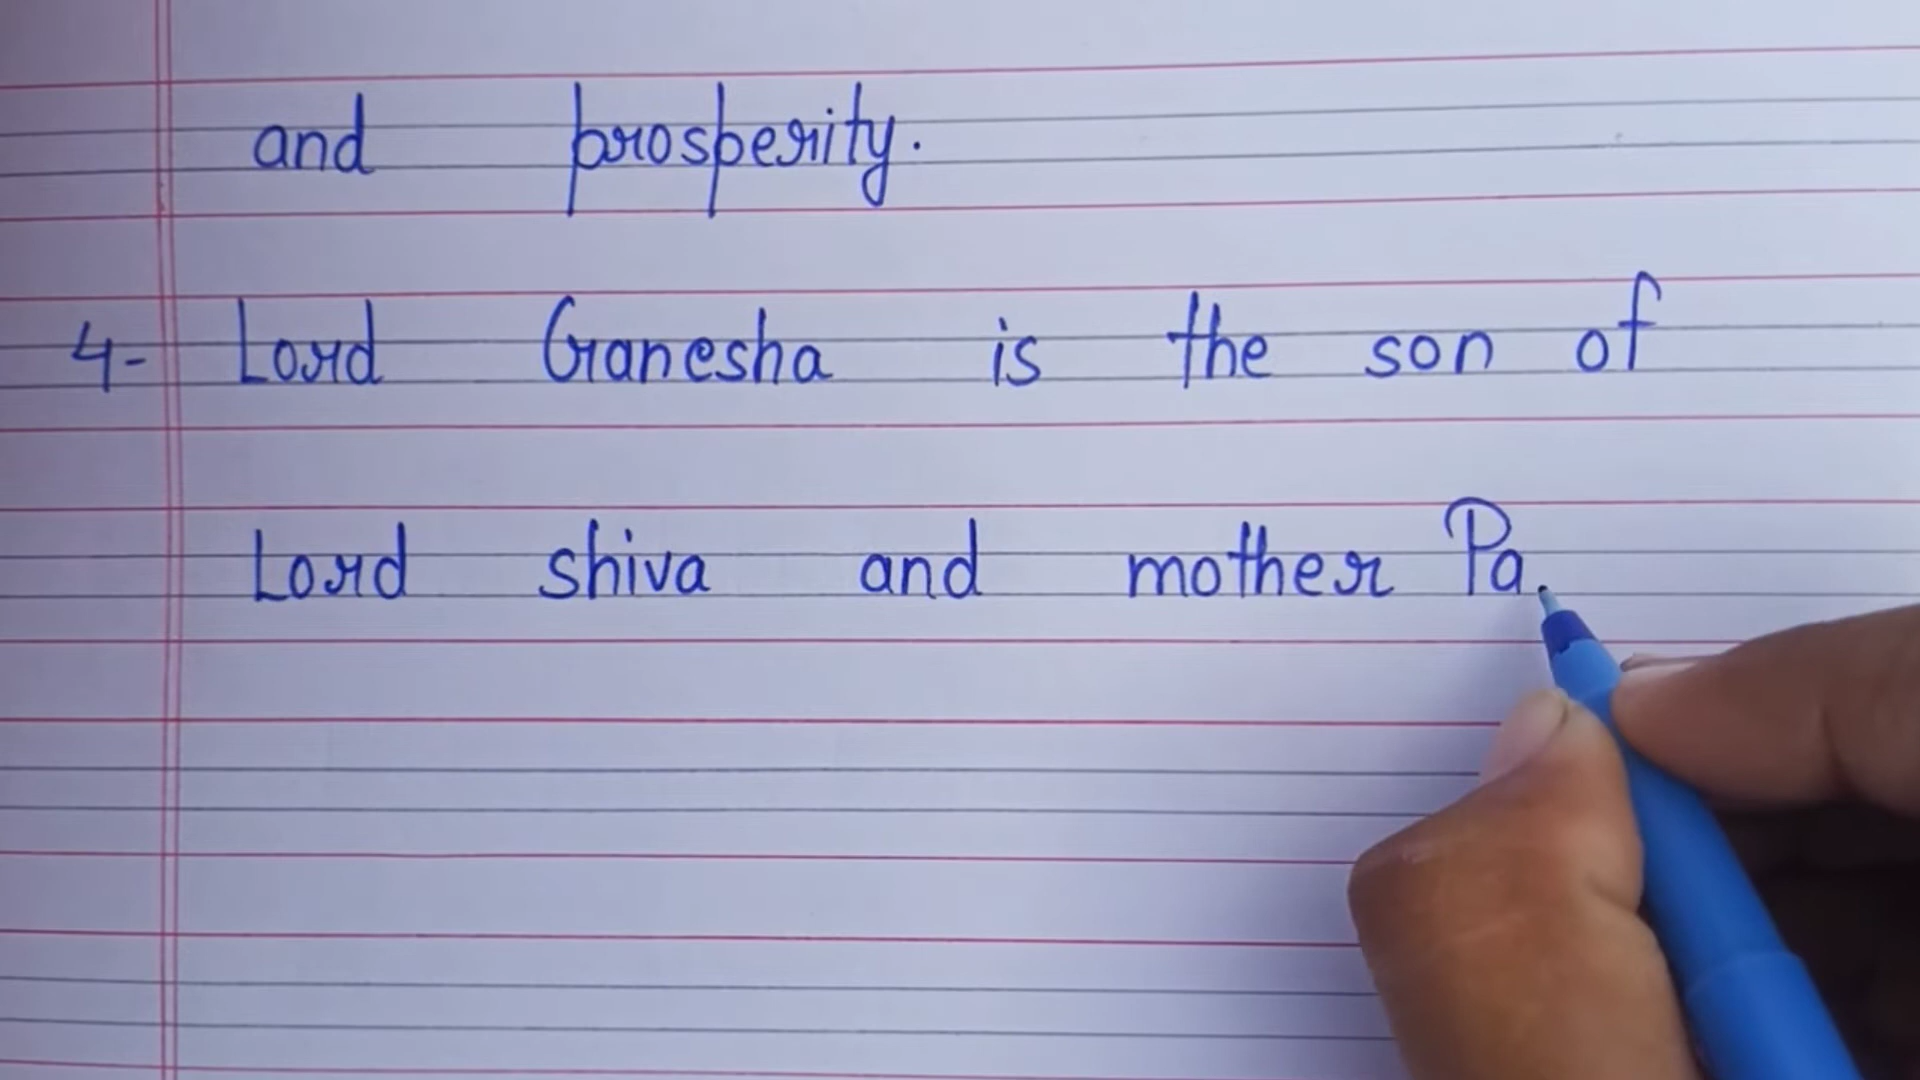 and prosperity.
4- Lord Ganesha is the son of
Lord shiva and mother Pa